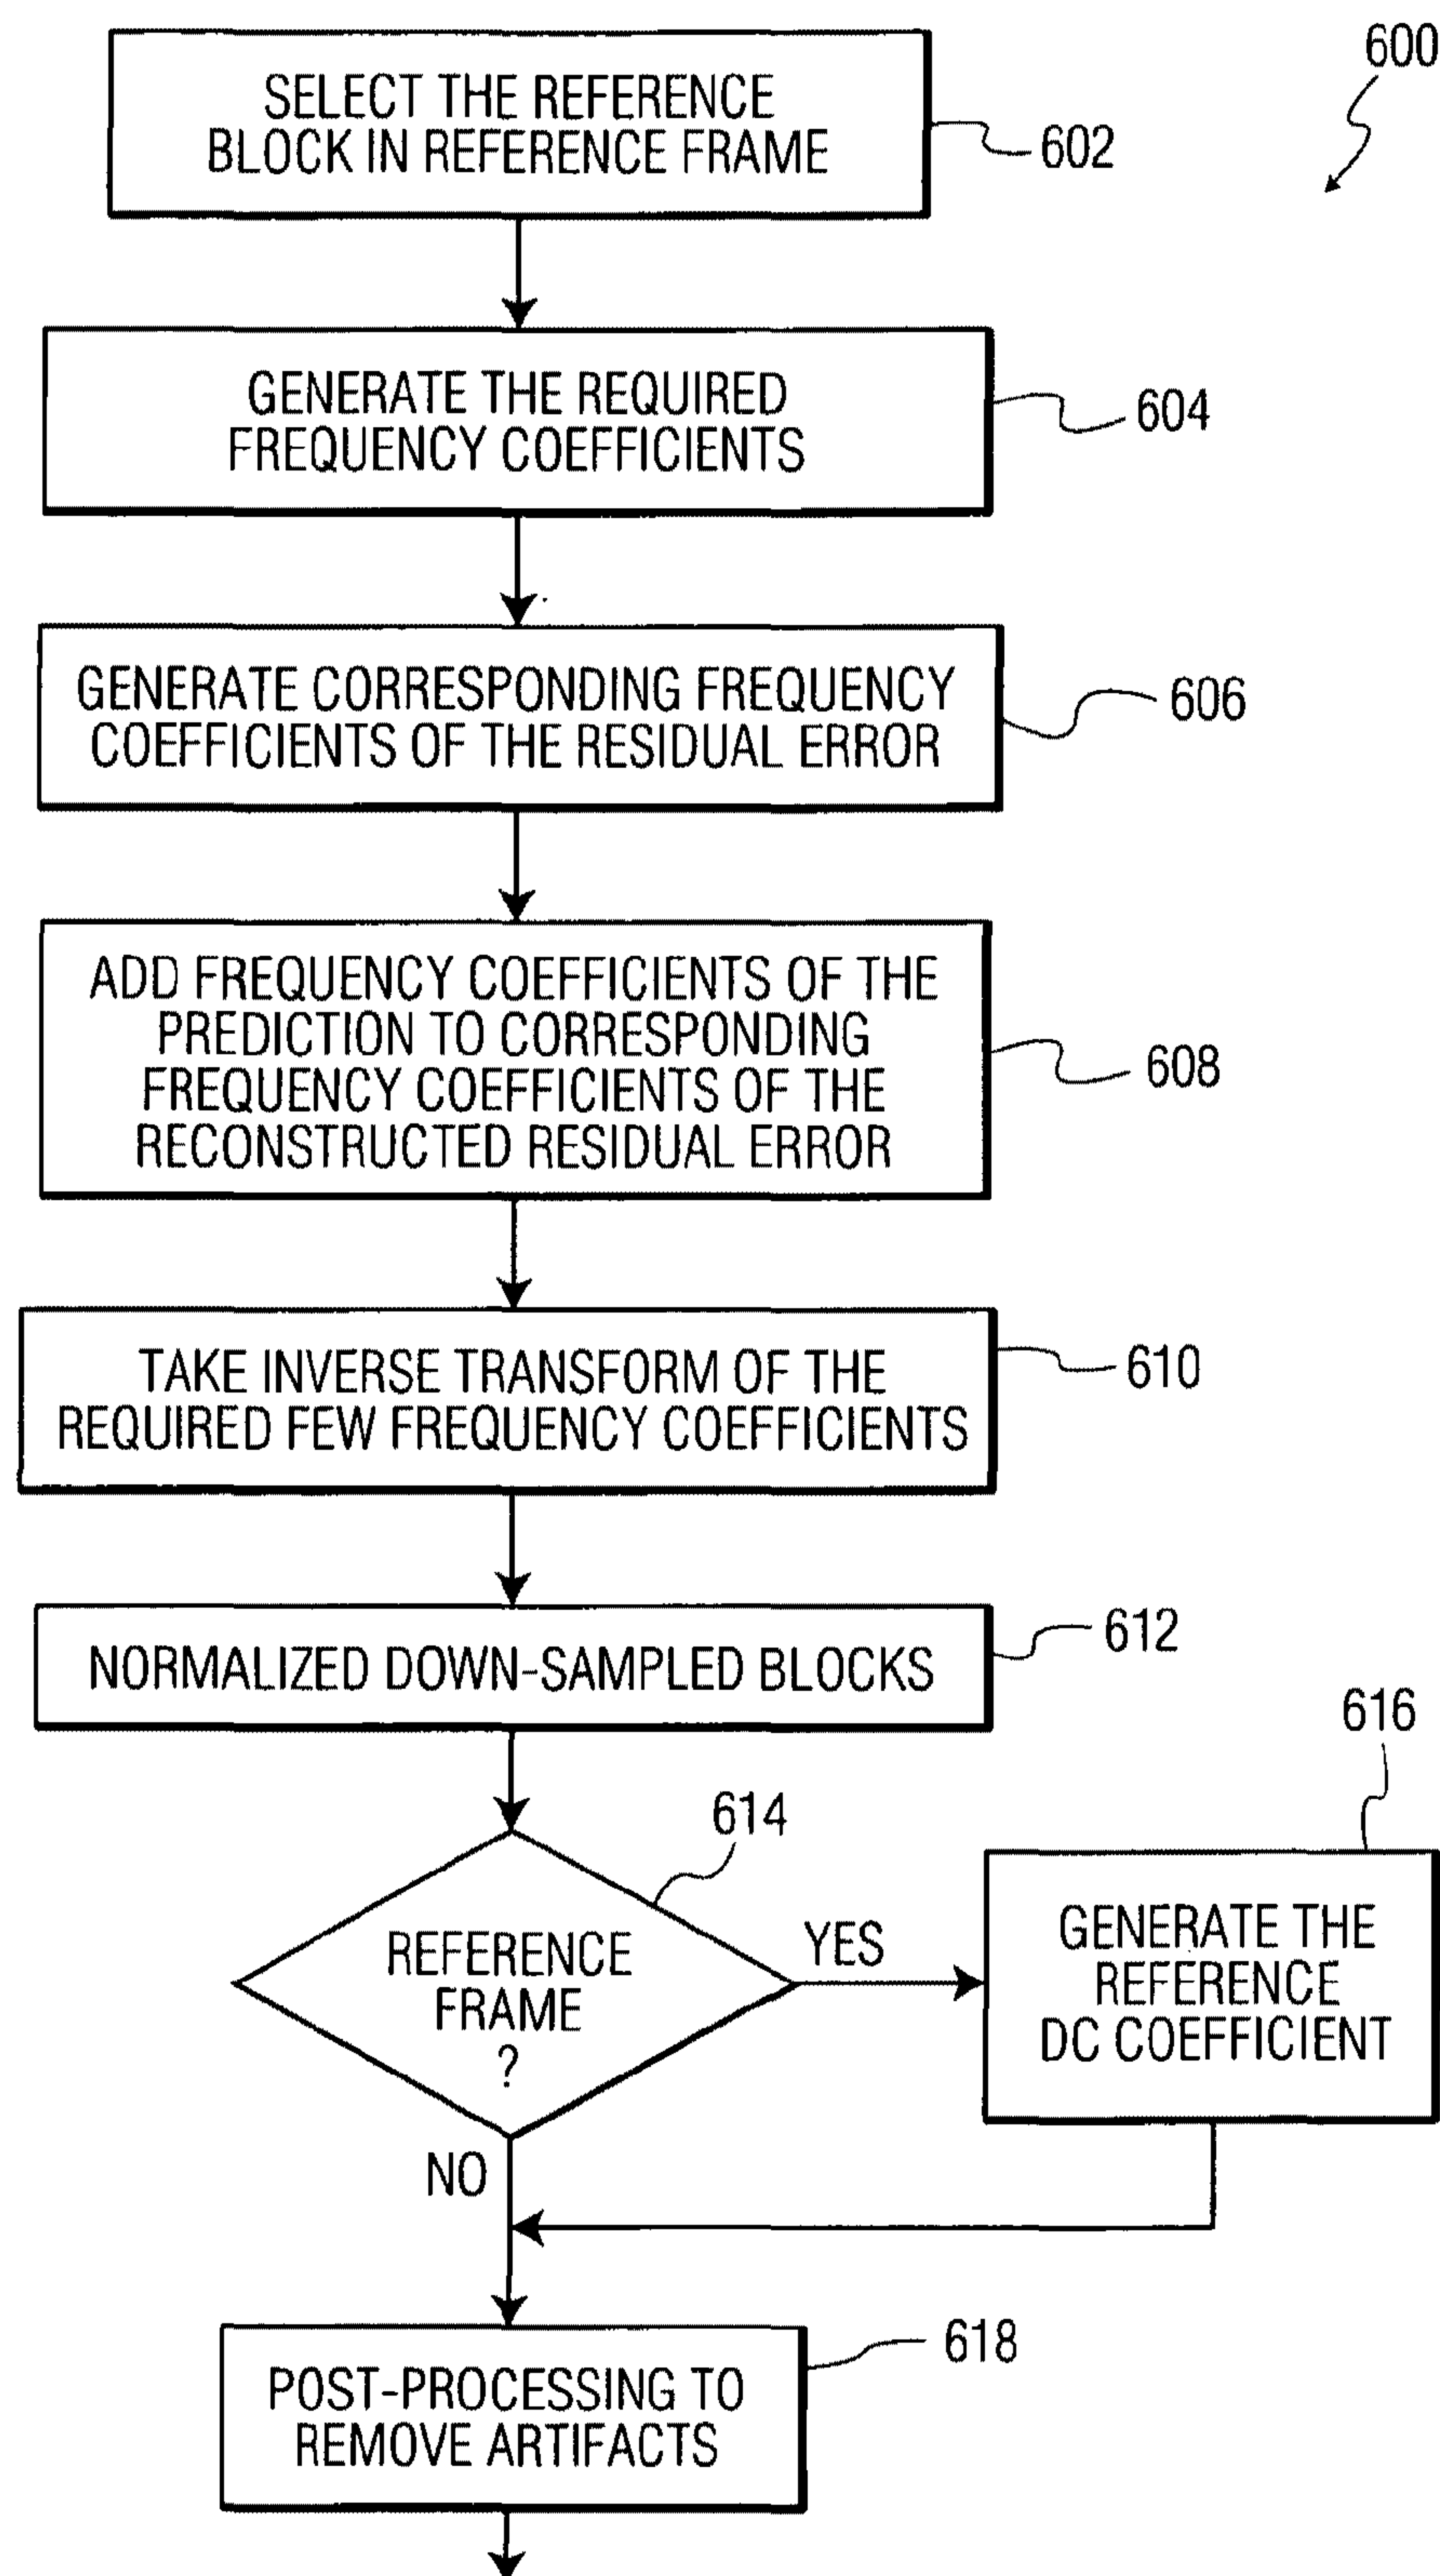 600
SELECT THE REFERENCE
BLOCK IN REFERENCE FRAME
602
GENERATE THE REQUIRED
FREQUENCY COEFFICIENTS
604
GENERATE CORRESPONDING FREQUENCY
COEFFICIENTS OF THE RESIDUAL ERROR
606
ADD FREQUENCY COEFFICIENTS OF THE
PREDICTION TO CORRESPONDING
FREQUENCY COEFFICIENTS OF THE
RECONSTRUCTED RESIDUAL ERROR
608
TAKE INVERSE TRANSFORM OF THE
REQUIRED FEW FREQUENCY COEFFICIENTS
610
NORMALIZED DOWN-SAMPLED BLOCKS
612
614
REFERENCE
FRAME
?
YES
616
GENERATE THE
REFERENCE
DC COEFFICIENT
NO
POST-PROCESSING TO
REMOVE ARTIFACTS
618